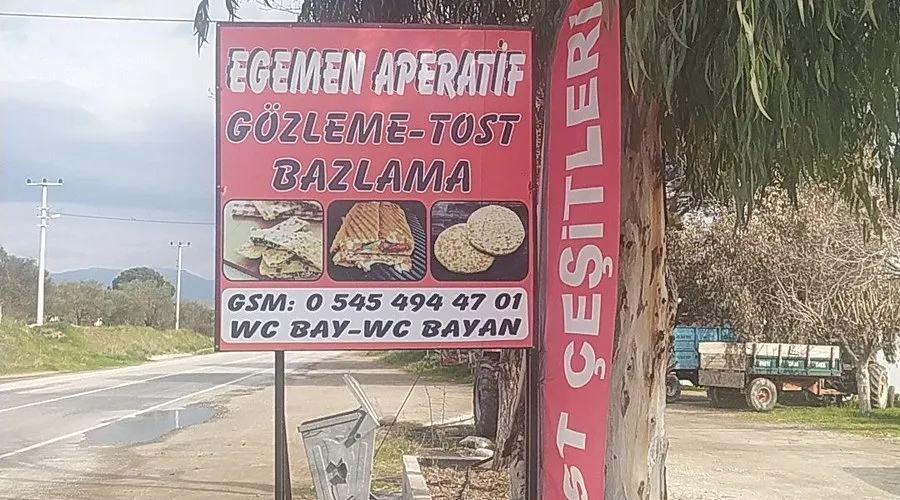 EGEMEN APERATİF
GÖZLEME-TOST
BAZLAMA
GSM: 0 545 494 47 01
WC BAY-WC BAYAN
ÇEŞİTLERİ